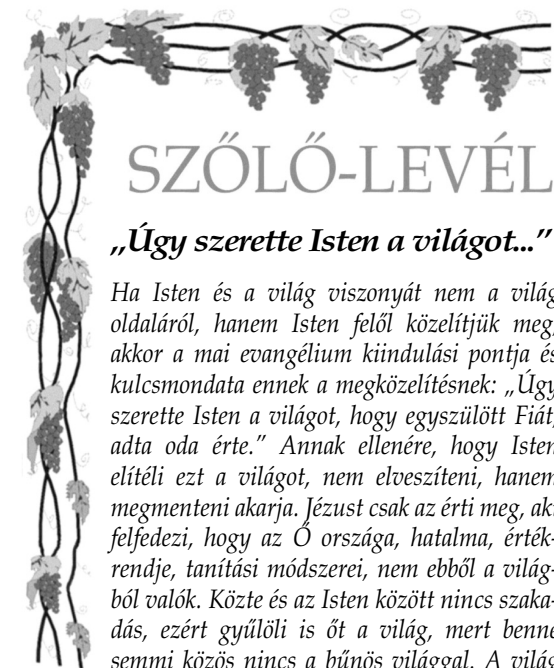 SZŐLŐ-LEVÉL
„Úgy szerette Isten a világot...”
Ha Isten és a világ viszonyát nem a világ
oldaláról, hanem Isten felől közelítjük meg,
akkor a mai evangélium kiindulási pontja és
kulcsmondata ennek a megközelítésnek: „Úgy
szerette Isten a világot, hogy egyszülött Fiát,
adta oda érte.” Annak ellenére, hogy Isten
elítéli ezt a világot, nem elveszíteni, hanem
megmenteni akarja. Jézust csak az érti meg, aki
felfedezi, hogy az Ő országa, hatalma, érték-
rendje, tanítási módszerei, nem ebből a világ-
ból valók. Közte és az Isten között nincs szaka-
dás, ezért gyűlöli is őt a világ, mert benne
semmi közös nincs a bűnös világgal. A világ